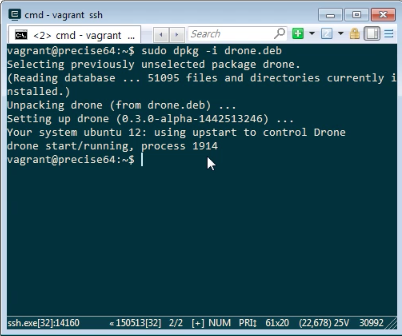 cmd - vagrant ssh
<2> cmd - vagrant ...
Search
vagrant@precise64:~$ sudo dpkg -i drone.deb
Selecting previously unselected package drone.
(Reading database ... 51095 files and directories currently i
nstalled.)
Unpacking drone (from drone.deb) ...
Setting up drone (0.3.0-alpha-1442513246) ...
Your system ubuntu 12: using upstart to control Drone
drone start/running, process 1914
vagrant@precise64:~$
ssh.exe[32]:14160 « 150513[32] 2/2 [+] NUM PRI‡ 61x20 (22,678) 25V 30992